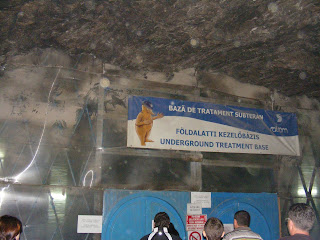 BAZĂ DE TRATAMENT SUBTERAN
FÖLDALATTI KEZELŐBÁZIS
UNDERGROUND TREATMENT BASE